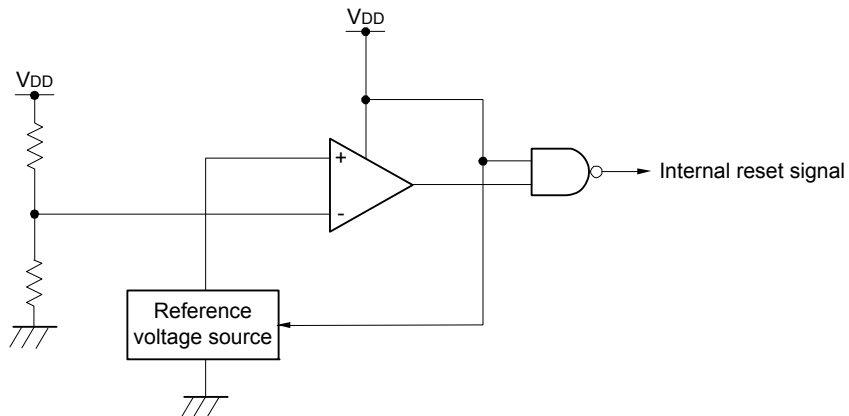 VDD
VDD
+
-
Internal reset signal
Reference
voltage source